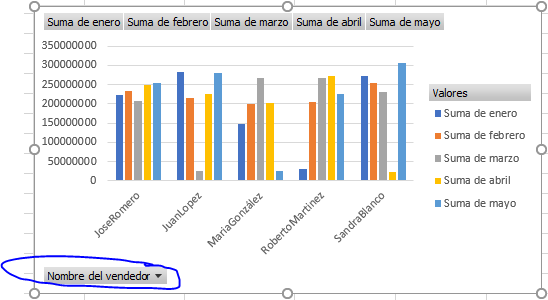 Suma de enero Suma de febrero Suma de marzo Suma de abril Suma de mayo
350000000
300000000
250000000
200000000
150000000
100000000
50000000
0
JoseRomero
JuanLopez
MariaGonzález
RobertoMartinez
SandraBlanco
Valores
Suma de enero
Suma de febrero
Suma de marzo
Suma de abril
Suma de mayo
Nombre del vendedor